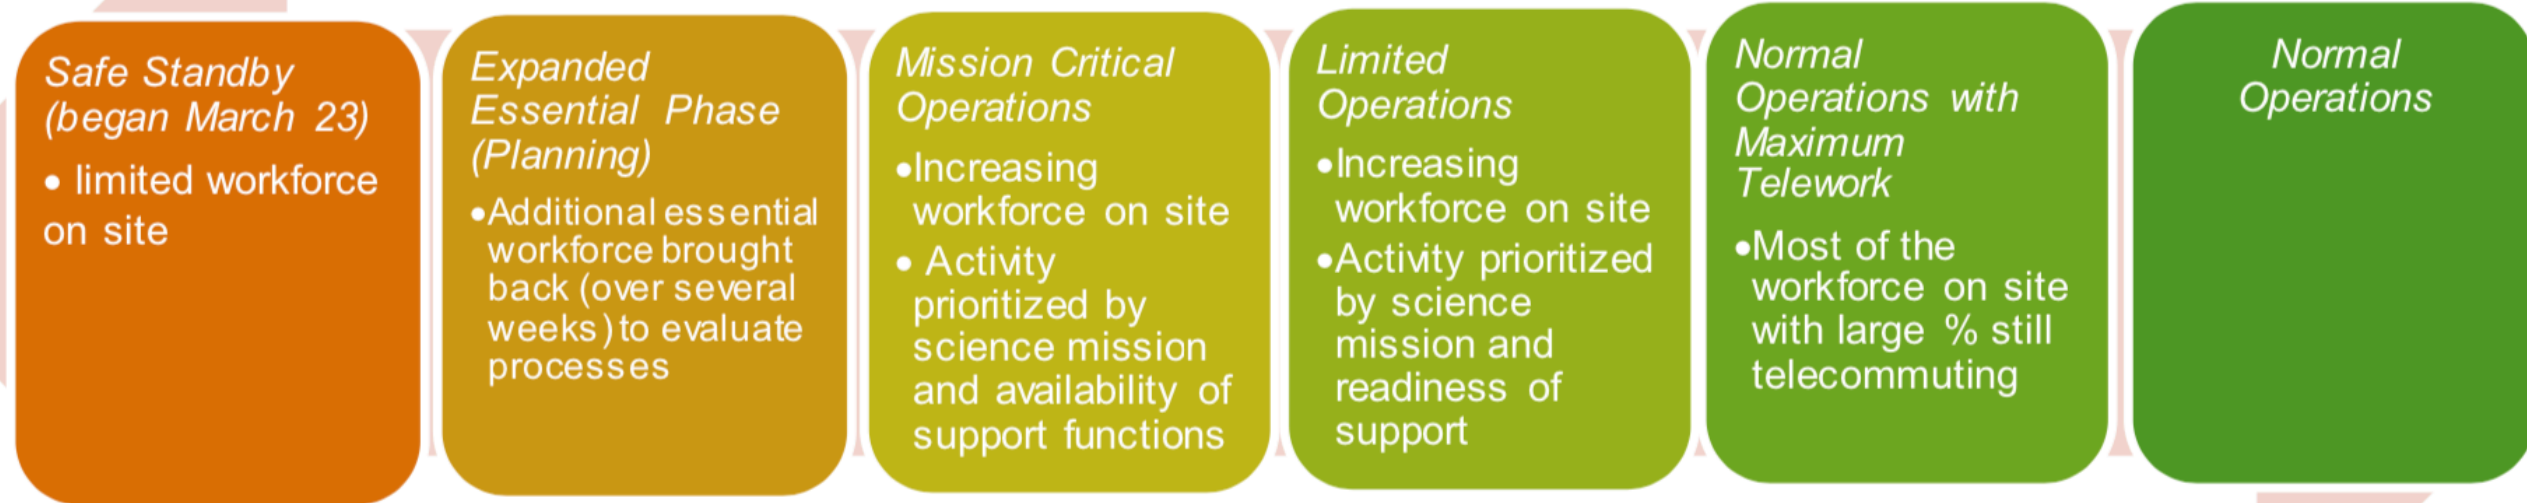 Safe Standby
(began March 23)
• limited workforce
on site
Expanded
Essential Phase
(Planning)
•Additional essential
workforce brought
back (over several
weeks) to evaluate
processes
Mission Critical
Operations
•Increasing
workforce on site
• Activity
prioritized by
science mission
and availability of
support functions
Limited
Operations
•Increasing
workforce on site
•Activity prioritized
by science
mission and
readiness of
support
Normal
Operations with
Maximum
Telework
•Most of the
workforce on site
with large % still
telecommuting
Normal
Operations